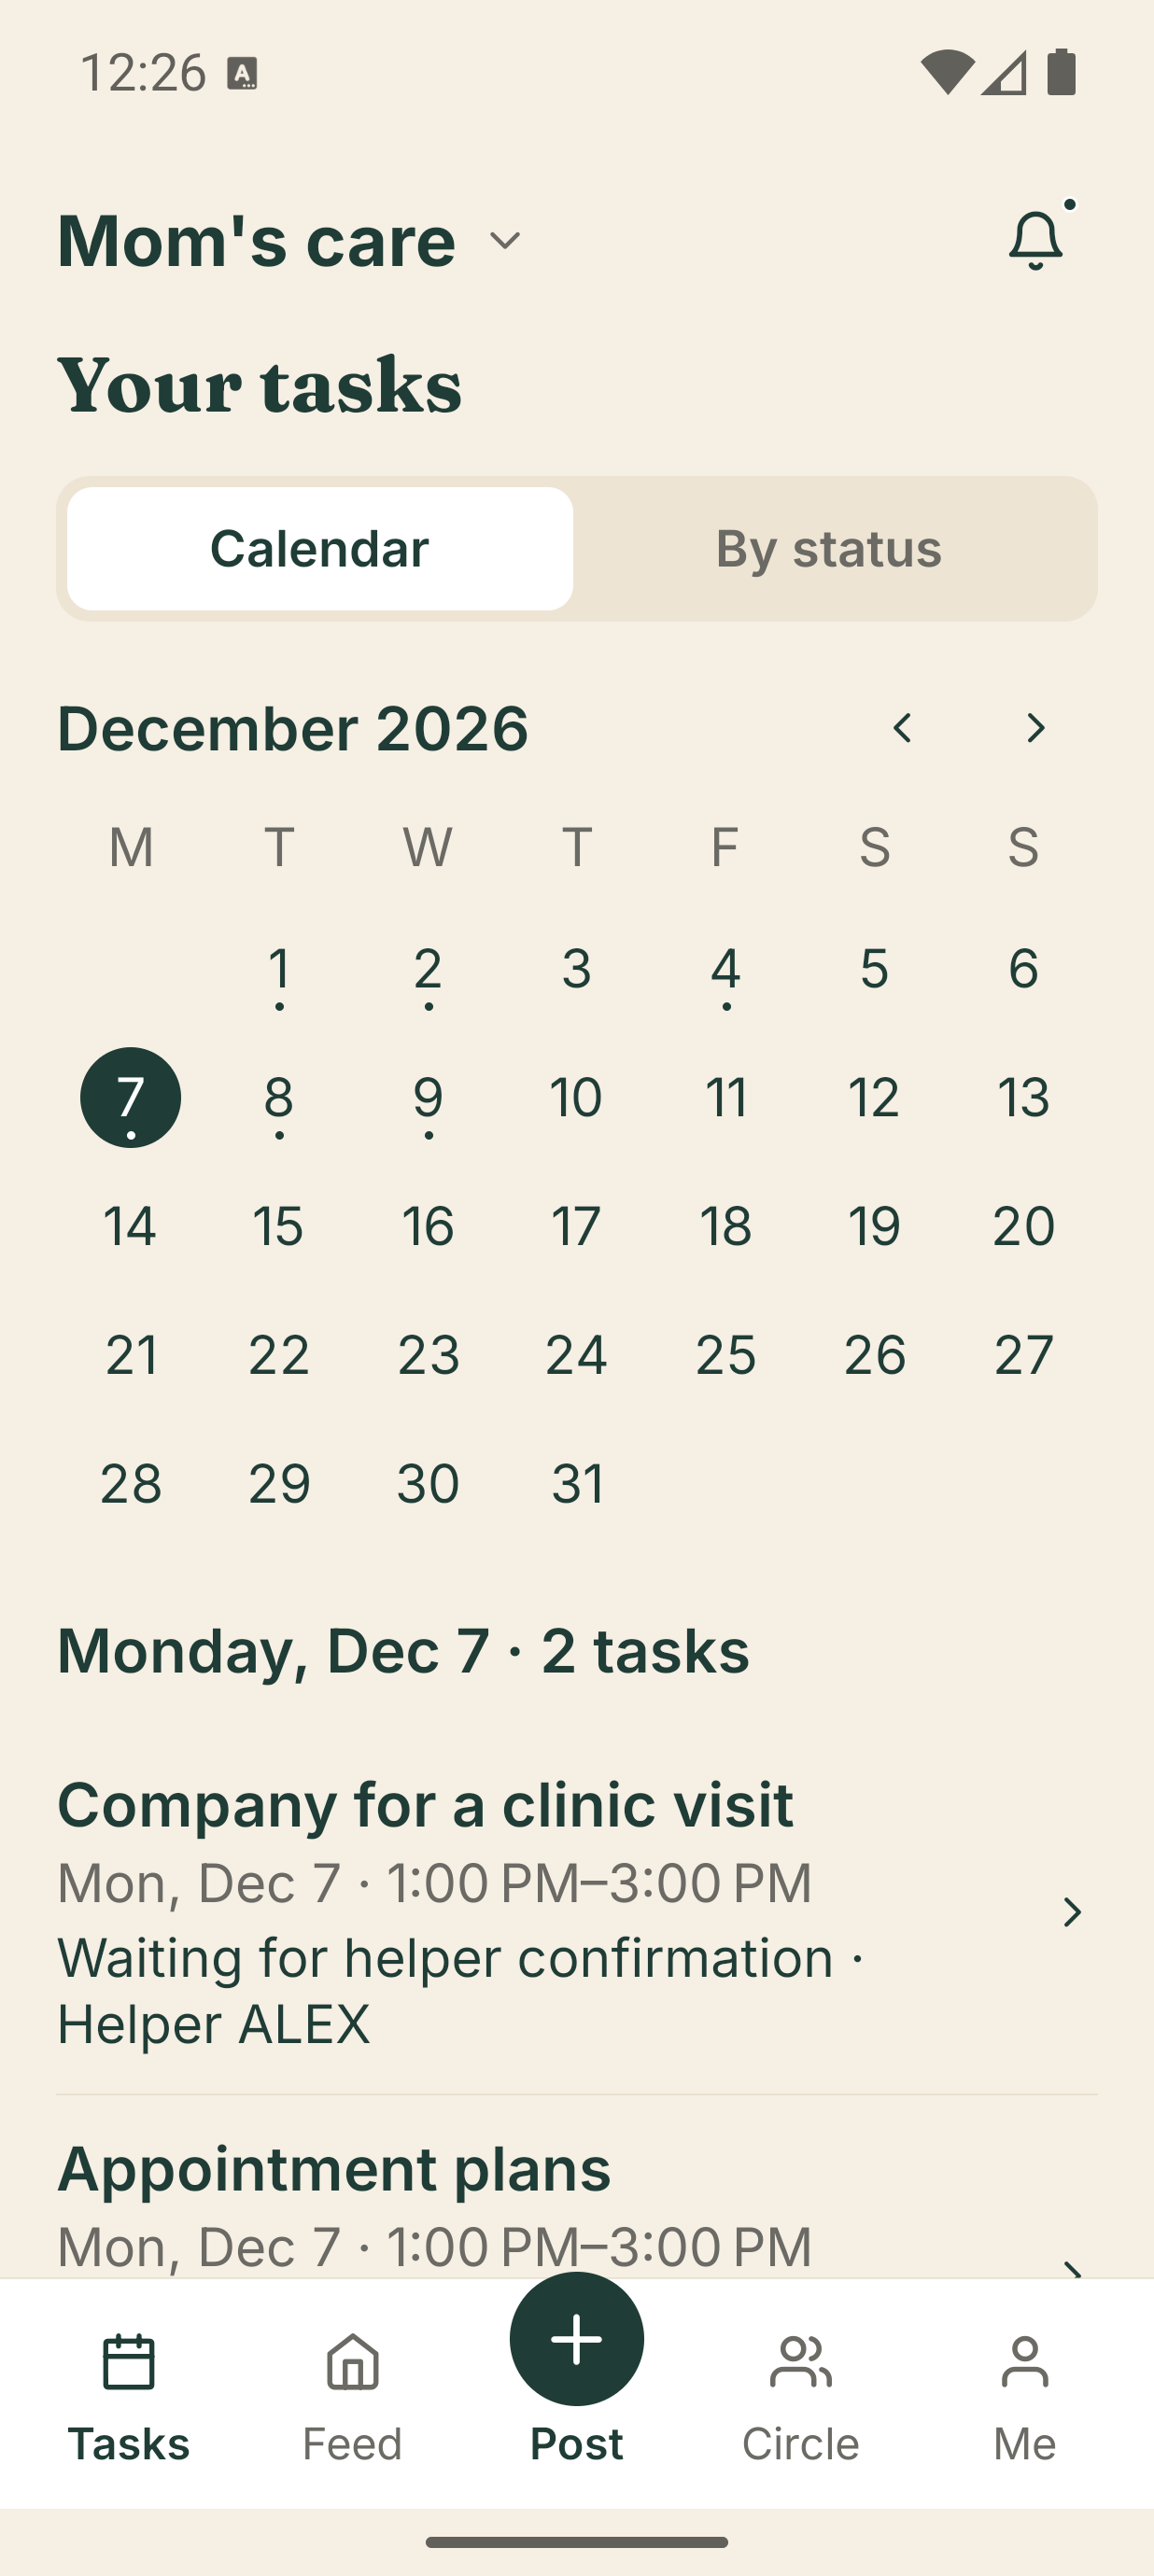 12:26
Mom's care
Your tasks
Calendar
By status
December 2026
M T W T F S S
1 2 3 4 5 6
7 8 9 10 11 12 13
14 15 16 17 18 19 20
21 22 23 24 25 26 27
28 29 30 31
Monday, Dec 7 · 2 tasks
Company for a clinic visit
Mon, Dec 7 · 1:00 PM–3:00 PM
Waiting for helper confirmation ·
Helper ALEX
Appointment plans
Mon, Dec 7 · 1:00 PM–3:00 PM
Tasks
Feed
Post
Circle
Me